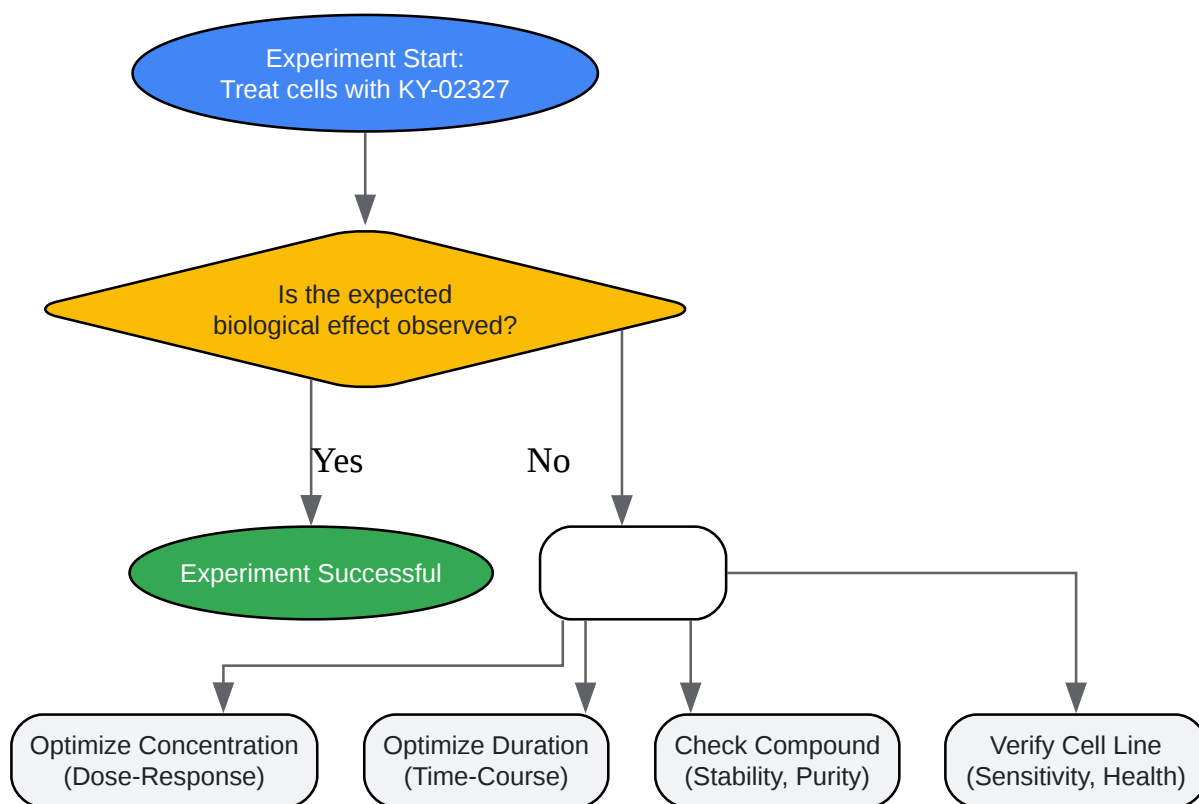 Experiment Start:
Treat cells with KY-02327
Is the expected
biological effect observed?
Yes
No
Experiment Successful
Optimize Concentration
(Dose-Response)
Optimize Duration
(Time-Course)
Check Compound
(Stability, Purity)
Verify Cell Line
(Sensitivity, Health)